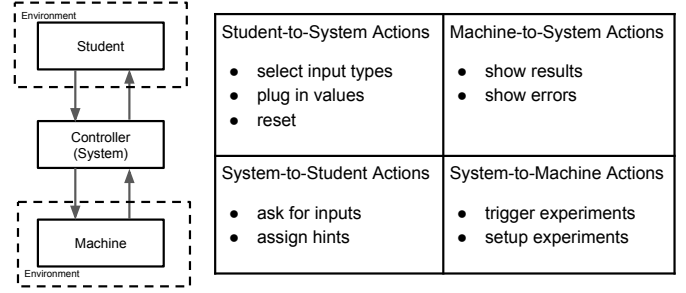 Environment
Student
Controller
(System)
Machine
Environment
Student-to-System Actions
● select input types
● plug in values
● reset
Machine-to-System Actions
● show results
● show errors
System-to-Student Actions
● ask for inputs
● assign hints
System-to-Machine Actions
● trigger experiments
● setup experiments